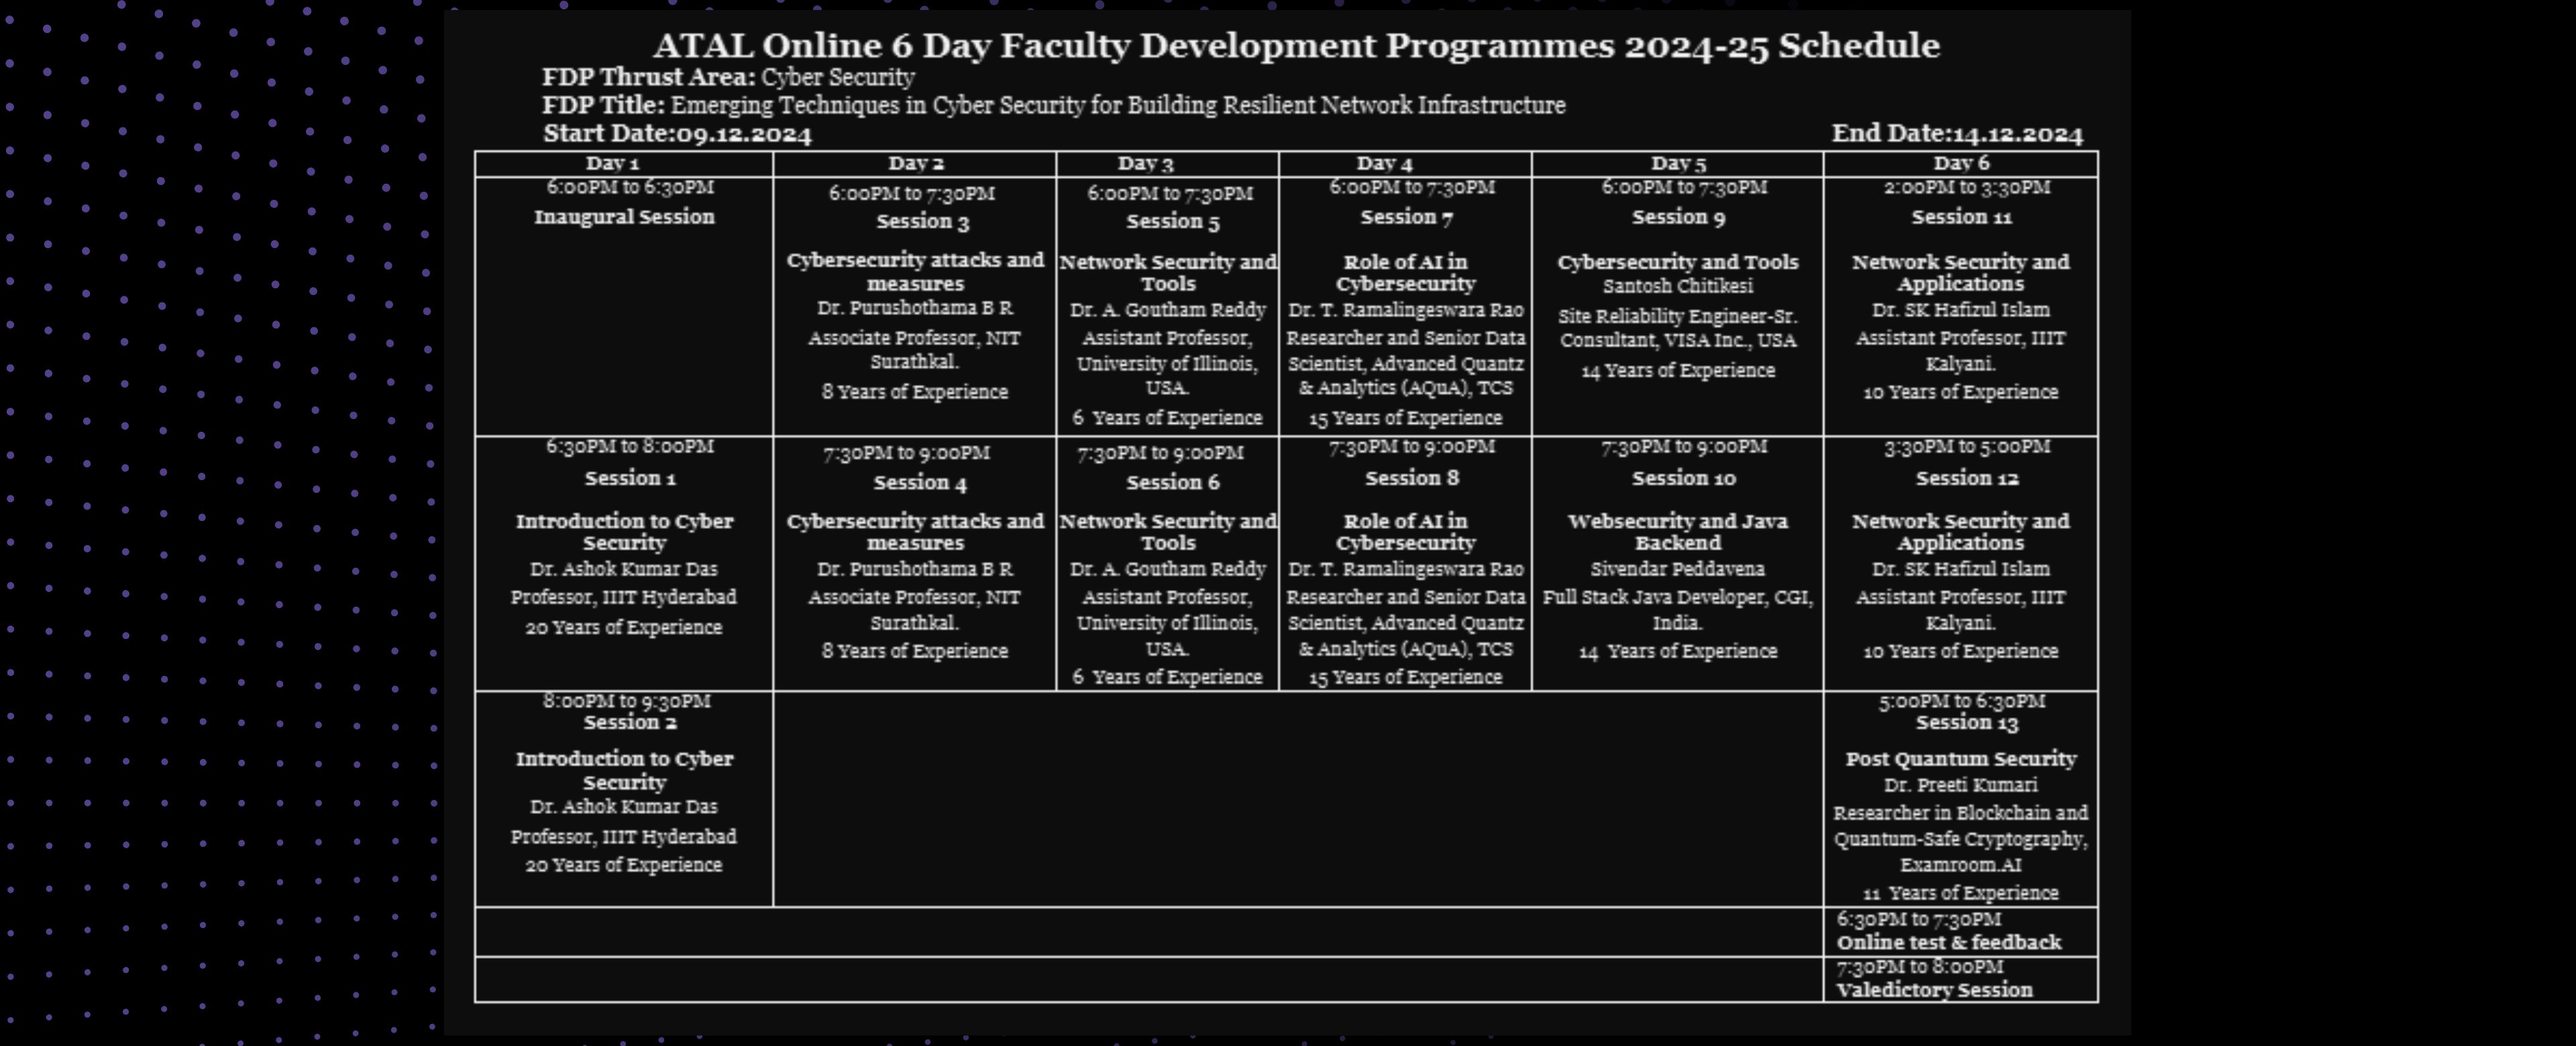 ATAL Online 6 Day Faculty Development Programmes 2024-25 Schedule
FDP Thrust Area: Cyber Security
FDP Title: Emerging Techniques in Cyber Security for Building Resilient Network Infrastructure
Start Date:09.12.2024
End Date:14.12.2024
Day 1
Day 2
Day 3
Day 4
Day 5
Day 6
6:00PM to 6:30PM
Inaugural Session
6:00PM to 7:30PM
Session 3
Cybersecurity attacks and
measures
Dr. Purushothama B R
Associate Professor, NIT
Surathkal.
8 Years of Experience
6:00PM to 7:30PM
Session 5
Network Security and
Tools
Dr. A. Goutham Reddy
Assistant Professor,
University of Illinois,
USA.
6 Years of Experience
6:00PM to 7:30PM
Session 7
Role of AI in
Cybersecurity
Dr. T. Ramalingeswara Rao
Researcher and Senior Data
Scientist, Advanced Quantz
& Analytics (AQuA), TCS
15 Years of Experience
6:00PM to 7:30PM
Session 9
Cybersecurity and Tools
Santosh Chitikesi
Site Reliability Engineer-Sr.
Consultant, VISA Inc., USA
14 Years of Experience
2:00PM to 3:30PM
Session 11
Network Security and
Applications
Dr. SK Hafizul Islam
Assistant Professor, IIIT
Kalyani.
10 Years of Experience
6:30PM to 8:00PM
Session 1
Introduction to Cyber
Security
Dr. Ashok Kumar Das
Professor, IIIT Hyderabad
20 Years of Experience
7:30PM to 9:00PM
Session 4
Cybersecurity attacks and
measures
Dr. Purushothama B R
Associate Professor, NIT
Surathkal.
8 Years of Experience
7:30PM to 9:00PM
Session 6
Network Security and
Tools
Dr. A. Goutham Reddy
Assistant Professor,
University of Illinois,
USA.
6 Years of Experience
7:30PM to 9:00PM
Session 8
Role of AI in
Cybersecurity
Dr. T. Ramalingeswara Rao
Researcher and Senior Data
Scientist, Advanced Quantz
& Analytics (AQuA), TCS
15 Years of Experience
7:30PM to 9:00PM
Session 10
Websecurity and Java
Backend
Sivendar Peddavena
Full Stack Java Developer, CGI,
India.
14 Years of Experience
3:30PM to 5:00PM
Session 12
Network Security and
Applications
Dr. SK Hafizul Islam
Assistant Professor, IIIT
Kalyani.
10 Years of Experience
8:00PM to 9:30PM
Session 2
Introduction to Cyber
Security
Dr. Ashok Kumar Das
Professor, IIIT Hyderabad
20 Years of Experience
5:00PM to 6:30PM
Session 13
Post Quantum Security
Dr. Preeti Kumari
Researcher in Blockchain and
Quantum-Safe Cryptography,
Examroom.AI
11 Years of Experience
6:30PM to 7:30PM
Online test & feedback
7:30PM to 8:00PM
Valedictory Session